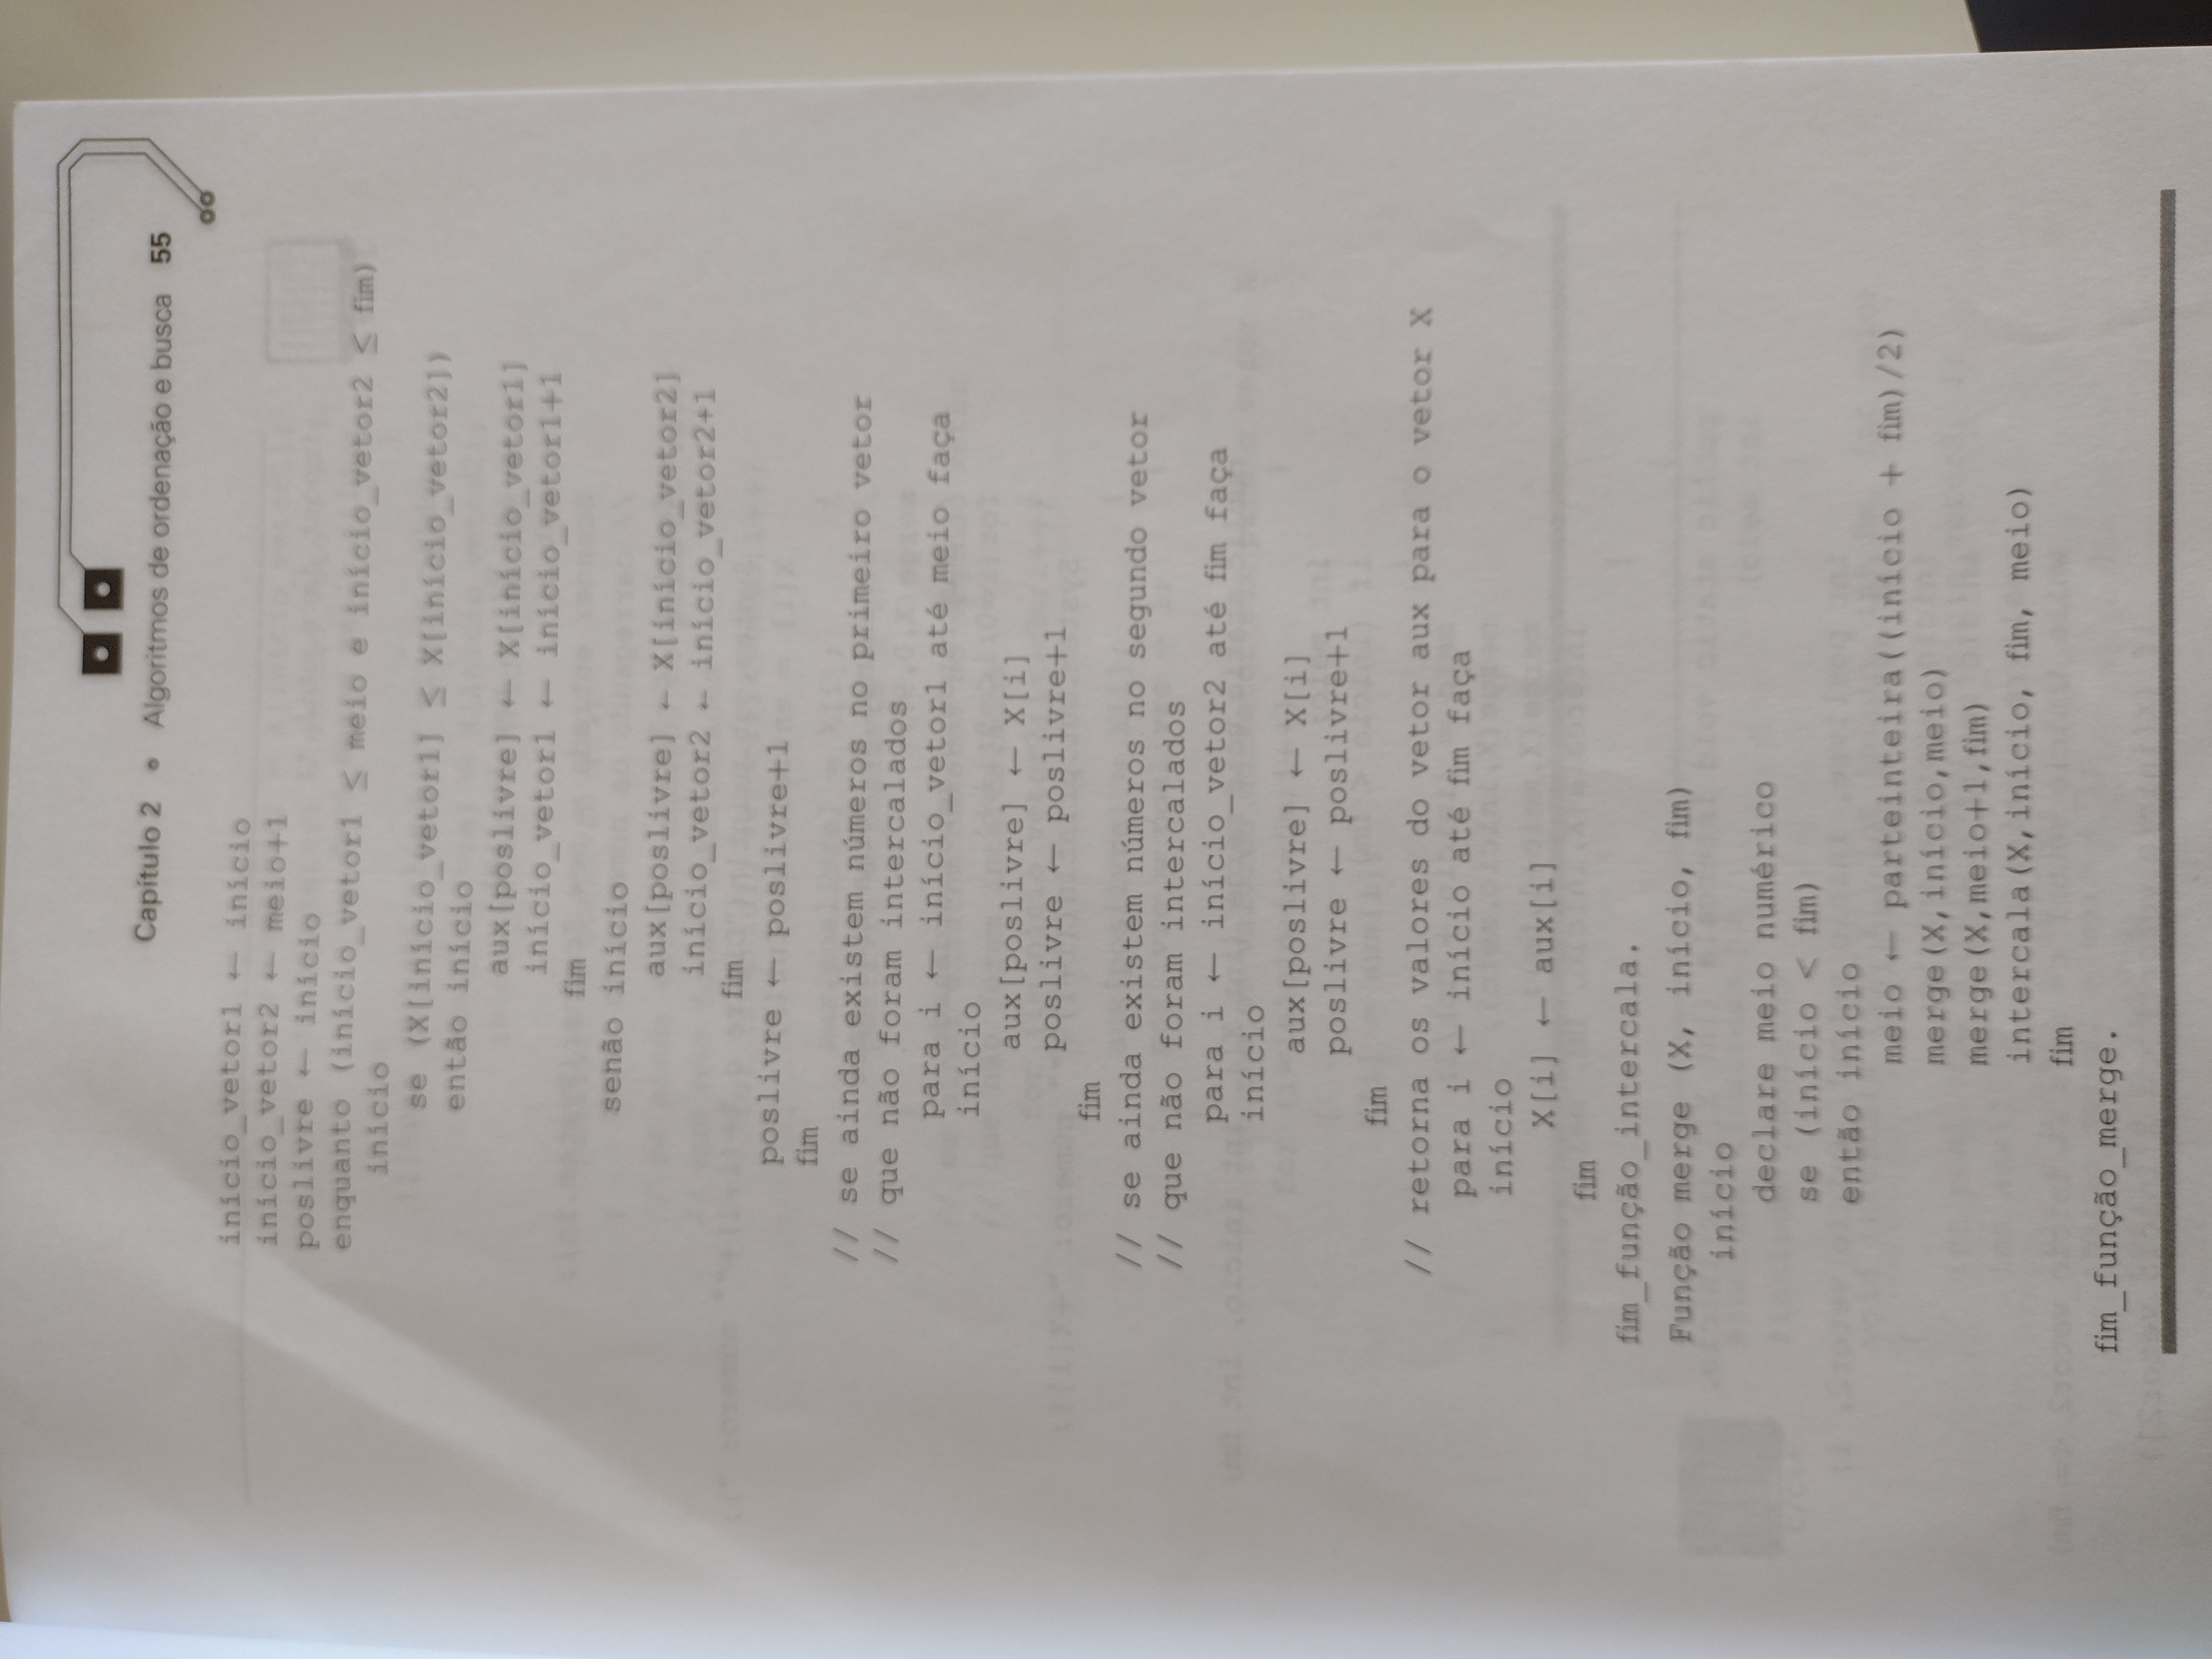 Capítulo 2 • Algoritmos de ordenação e busca 55
início_vetor1 ← início
início_vetor2 ← meio+1
poslivre ← início
enquanto (início_vetor1 ≤ meio e início_vetor2 ≤ fim)
início
se (X[início_vetor1] ≤ X[início_vetor2])
então início
aux[poslivre] ← X[início_vetor1]
início_vetor1 ← início_vetor1+1
fim
senão início
aux[poslivre] ← X[início_vetor2]
início_vetor2 ← início_vetor2+1
fim
poslivre ← poslivre+1
fim
// se ainda existem números no primeiro vetor
// que não foram intercalados
para i ← início_vetor1 até meio faça
início
aux[poslivre] ← X[i]
poslivre ← poslivre+1
fim
// se ainda existem números no segundo vetor
// que não foram intercalados
para i ← início_vetor2 até fim faça
início
aux[poslivre] ← X[i]
poslivre ← poslivre+1
fim
// retorna os valores do vetor aux para o vetor X
para i ← início até fim faça
início
X[i] ← aux[i]
fim
fim_função_intercala.
Função merge (X, início, fim)
início
declare meio numérico
se (início < fim)
então início
meio ← parteinteira((início + fim)/2)
merge(X,início,meio)
merge(X,meio+1,fim)
intercala(X,início, fim, meio)
fim
fim_função_merge.